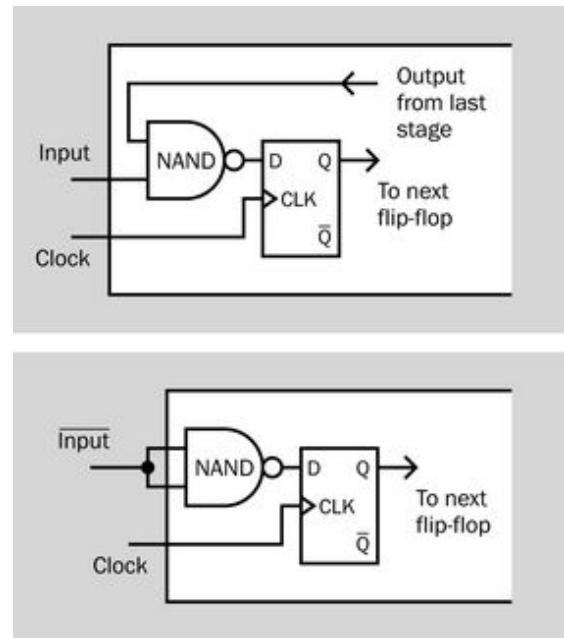 Output
from last
stage
Input
NAND
D
Q
CLK
Q̅
To next
flip-flop
Clock
I̅n̅p̅u̅t̅
NAND
D
Q
CLK
Q̅
To next
flip-flop
Clock